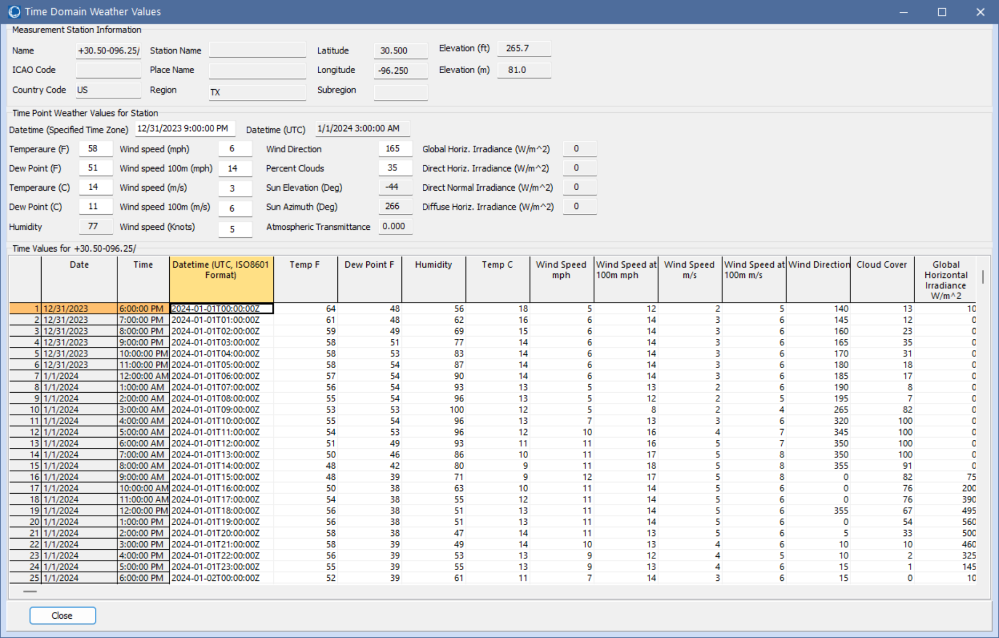 Time Domain Weather Values
Measurement Station Information
Name +30.50-096.25/ Station Name Latitude 30.500 Elevation (ft) 265.7
ICAO Code Place Name Longitude -96.250 Elevation (m) 81.0
Country Code US Region TX Subregion
Time Point Weather Values for Station
Datetime (Specified Time Zone) 12/31/2023 9:00:00 PM Datetime (UTC) 1/1/2024 3:00:00 AM
Temperaure (F) 58 Wind speed (mph) 6 Wind Direction 165 Global Horiz. Irradiance (W/m^2) 0
Dew Point (F) 51 Wind speed 100m (mph) 14 Percent Clouds 35 Direct Horiz. Irradiance (W/m^2) 0
Temperaure (C) 14 Wind speed (m/s) 3 Sun Elevation (Deg) -44 Direct Normal Irradiance (W/m^2) 0
Dew Point (C) 11 Wind speed 100m (m/s) 6 Sun Azimuth (Deg) 266 Diffuse Horiz. Irradiance (W/m^2) 0
Humidity 77 Wind speed (Knots) 5 Atmospheric Transmittance 0.000
Time Values for +30.50-096.25/
Date Time Datetime (UTC, ISO8601 Temp F Dew Point F Humidity Temp C Wind Speed Wind Speed at Wind Speed Wind Speed at Wind Direction Cloud Cover Global
Format) mph 100m mph m/s 100m m/s Horizontal
Irradiance
W/m^2
1 12/31/2023 6:00:00 PM 2024-01-01T00:00:00Z 64 48 56 18 5 12 2 5 140 13 10
2 12/31/2023 7:00:00 PM 2024-01-01T01:00:00Z 61 48 62 16 6 14 3 6 145 12 0
3 12/31/2023 8:00:00 PM 2024-01-01T02:00:00Z 59 49 69 15 6 14 3 6 160 23 0
4 12/31/2023 9:00:00 PM 2024-01-01T03:00:00Z 58 51 77 14 6 14 3 6 165 35 0
5 12/31/2023 10:00:00 PM 2024-01-01T04:00:00Z 58 53 83 14 6 14 3 6 170 31 0
6 12/31/2023 11:00:00 PM 2024-01-01T05:00:00Z 58 54 87 14 6 14 3 6 180 18 0
7 1/1/2024 12:00:00 AM 2024-01-01T06:00:00Z 57 54 90 14 6 14 3 6 185 17 0
8 1/1/2024 1:00:00 AM 2024-01-01T07:00:00Z 56 54 93 13 5 13 2 6 190 8 0
9 1/1/2024 2:00:00 AM 2024-01-01T08:00:00Z 55 54 96 13 5 12 2 5 195 7 0
10 1/1/2024 3:00:00 AM 2024-01-01T09:00:00Z 53 53 100 12 5 8 2 4 265 82 0
11 1/1/2024 4:00:00 AM 2024-01-01T10:00:00Z 55 54 96 13 7 13 3 6 320 100 0
12 1/1/2024 5:00:00 AM 2024-01-01T11:00:00Z 54 53 96 12 10 16 4 7 345 100 0
13 1/1/2024 6:00:00 AM 2024-01-01T12:00:00Z 51 49 93 11 11 16 5 7 350 100 0
14 1/1/2024 7:00:00 AM 2024-01-01T13:00:00Z 50 46 86 10 11 17 5 8 350 100 0
15 1/1/2024 8:00:00 AM 2024-01-01T14:00:00Z 48 42 80 9 11 18 5 8 355 91 0
16 1/1/2024 9:00:00 AM 2024-01-01T15:00:00Z 48 39 71 9 12 17 5 8 0 82 75
17 1/1/2024 10:00:00 AM 2024-01-01T16:00:00Z 50 38 63 10 11 14 5 6 0 76 200
18 1/1/2024 11:00:00 AM 2024-01-01T17:00:00Z 54 38 55 12 11 14 5 6 0 76 390
19 1/1/2024 12:00:00 PM 2024-01-01T18:00:00Z 56 38 51 13 11 14 5 6 355 67 495
20 1/1/2024 1:00:00 PM 2024-01-01T19:00:00Z 56 38 51 13 11 14 5 6 0 54 560
21 1/1/2024 2:00:00 PM 2024-01-01T20:00:00Z 58 38 47 14 11 13 5 6 5 33 500
22 1/1/2024 3:00:00 PM 2024-01-01T21:00:00Z 58 39 49 14 10 13 4 6 10 10 460
23 1/1/2024 4:00:00 PM 2024-01-01T22:00:00Z 56 39 53 13 9 12 4 5 10 2 325
24 1/1/2024 5:00:00 PM 2024-01-01T23:00:00Z 55 39 55 13 9 13 4 6 15 1 145
25 1/1/2024 6:00:00 PM 2024-01-02T00:00:00Z 52 39 61 11 7 14 3 6 15 0 10
Close